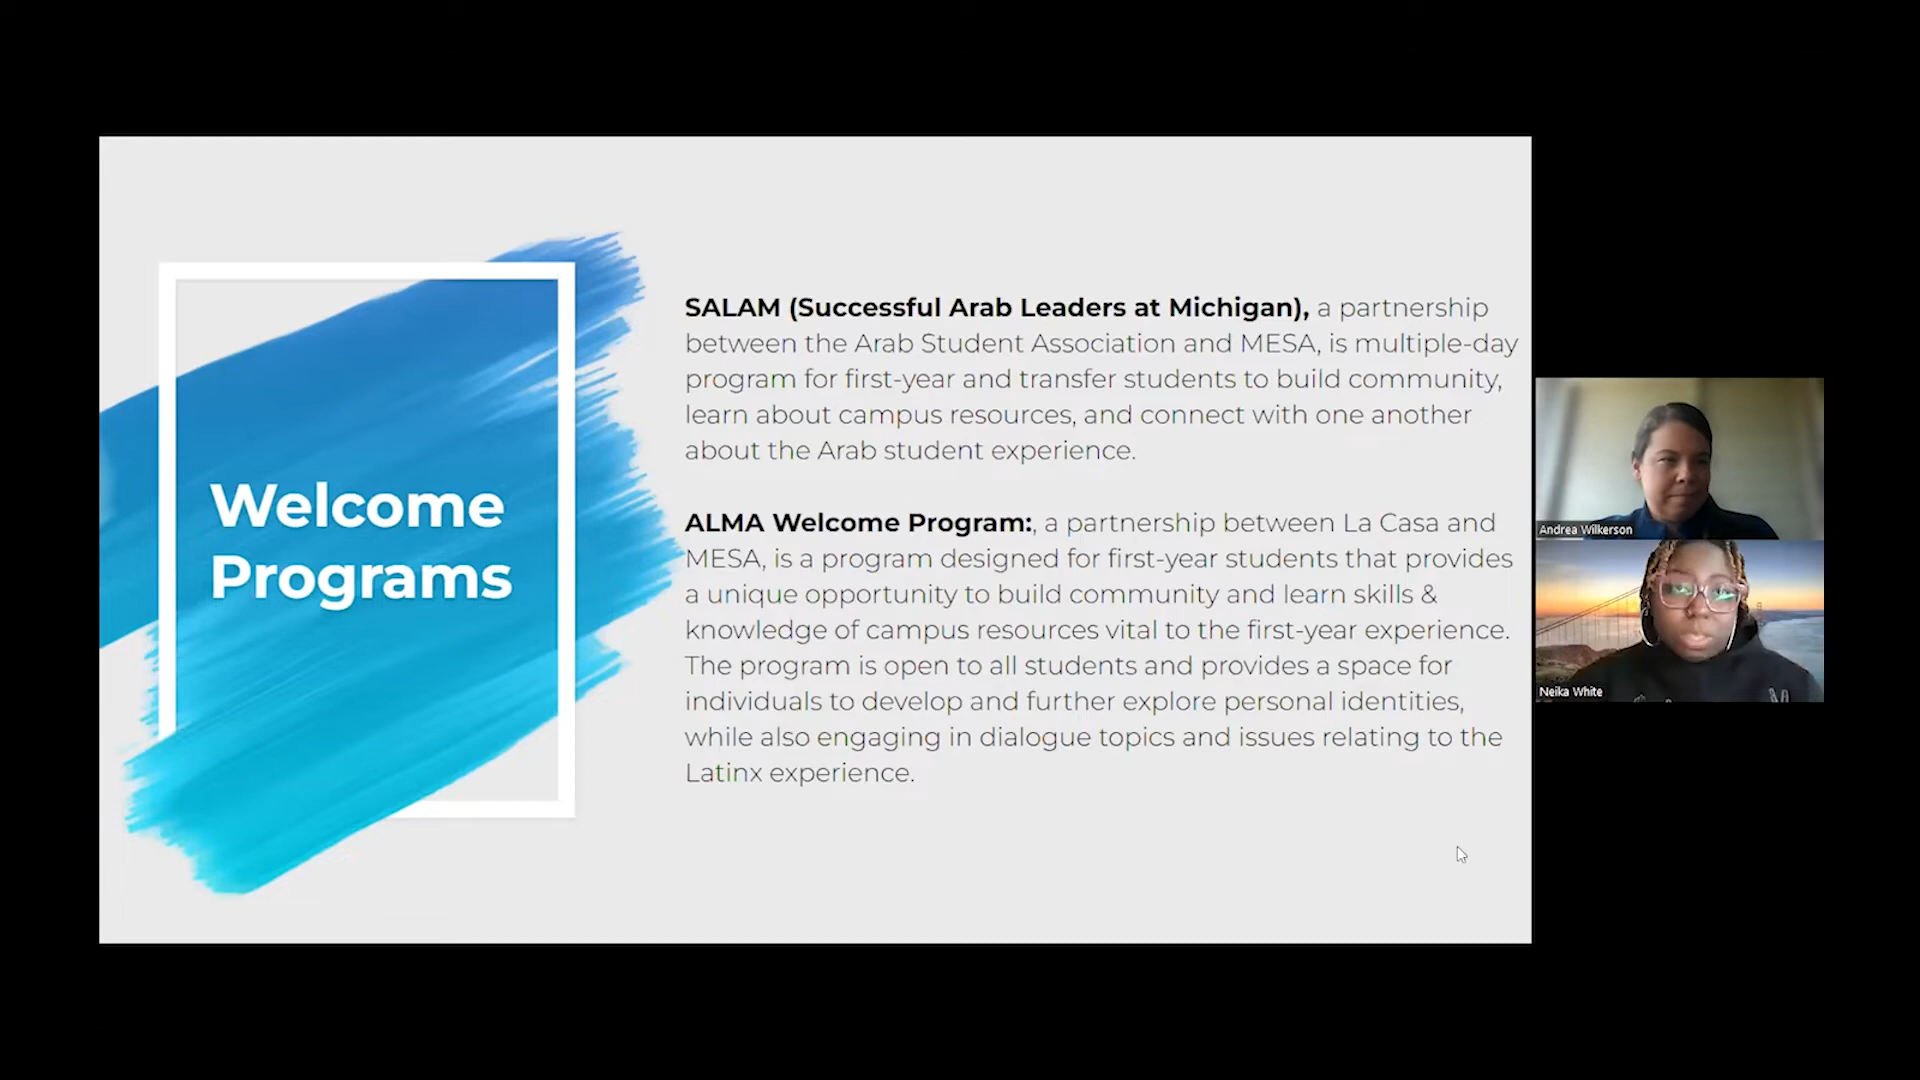 Welcome
Programs
SALAM (Successful Arab Leaders at Michigan), a partnership
between the Arab Student Association and MESA, is multiple-day
program for first-year and transfer students to build community,
learn about campus resources, and connect with one another
about the Arab student experience.
ALMA Welcome Program:, a partnership between La Casa and
MESA, is a program designed for first-year students that provides
a unique opportunity to build community and learn skills &
knowledge of campus resources vital to the first-year experience.
The program is open to all students and provides a space for
individuals to develop and further explore personal identities,
while also engaging in dialogue topics and issues relating to the
Latinx experience.
Andrea Wilkerson
Neika White